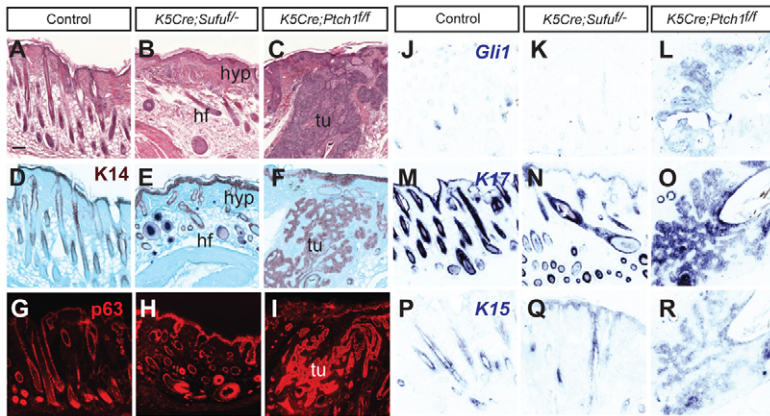 Control K5Cre;Sufuf/- K5Cre;Ptch1f/f Control K5Cre;Sufuf/- K5Cre;Ptch1f/f
A B hyp hf C tu J Gli1 K L
D K14 E hyp hf F tu M K17 N O
G p63 H I tu P K15 Q R